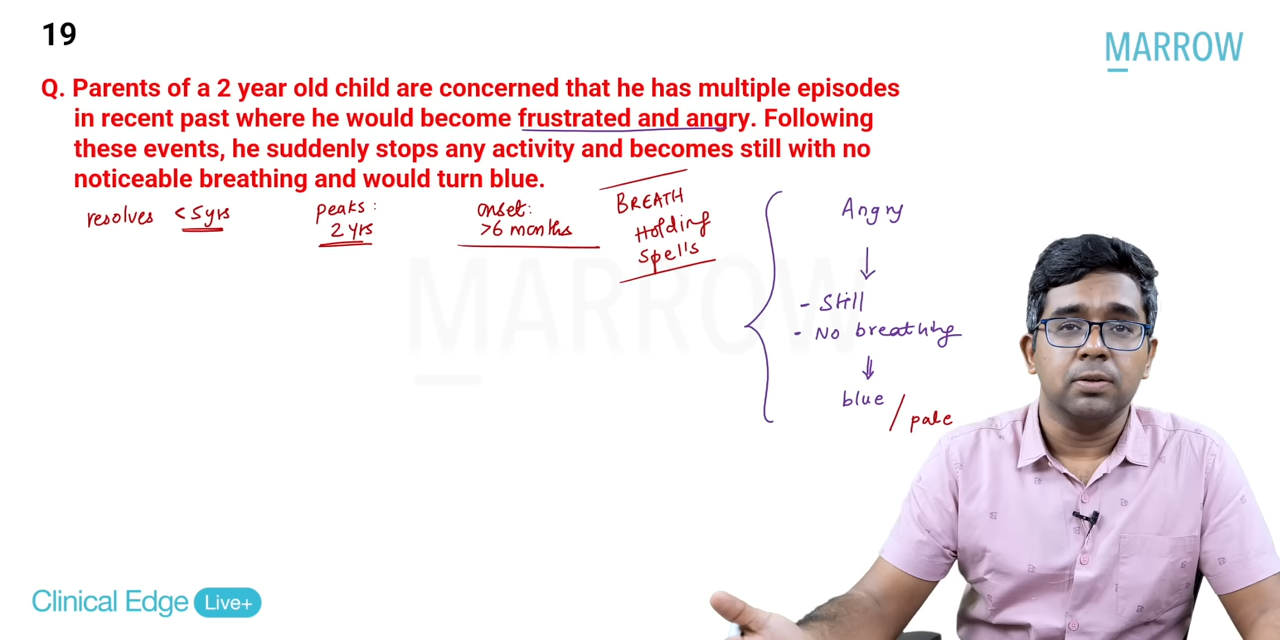 19
MARROW
Q. Parents of a 2 year old child are concerned that he has multiple episodes
in recent past where he would become frustrated and angry. Following
these events, he suddenly stops any activity and becomes still with no
noticeable breathing and would turn blue.
resolves <5yrs
peaks:
2 yrs
onset:
>6 months
BREATH
Holding
Spells
Angry
- Still
- No breathing
blue / pale
MARROW
Clinical Edge Live+